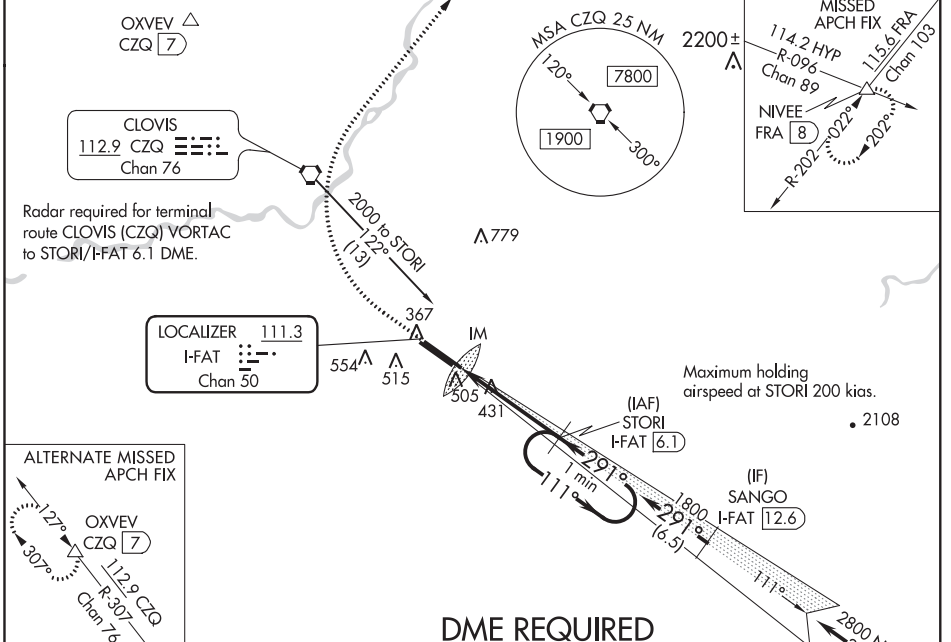 OXVEV
CZQ 7
MSA CZQ 25 NM
120°
7800
1900
300°
2200±
MISSED
APCH FIX
114.2 HYP
R-096
Chan 89
115.6 FRA
Chan 103
NIVEE
FRA 8
022°
202°
R-202
CLOVIS
112.9 CZQ
Chan 76
Radar required for terminal
route CLOVIS (CZQ) VORTAC
to STORI/I-FAT 6.1 DME.
2000 to STORI
122°
(13)
779
LOCALIZER 111.3
I-FAT
Chan 50
367
IM
554
515
505
431
Maximum holding
airspeed at STORI 200 kias.
2108
(IAF)
STORI
I-FAT 6.1
291°
1 min
111°
(IF)
SANGO
I-FAT 12.6
1800
291°
(6.5)
111°
ALTERNATE MISSED
APCH FIX
127°
307°
OXVEV
CZQ 7
112.9 CZQ
R-307
Chan 76
DME REQUIRED